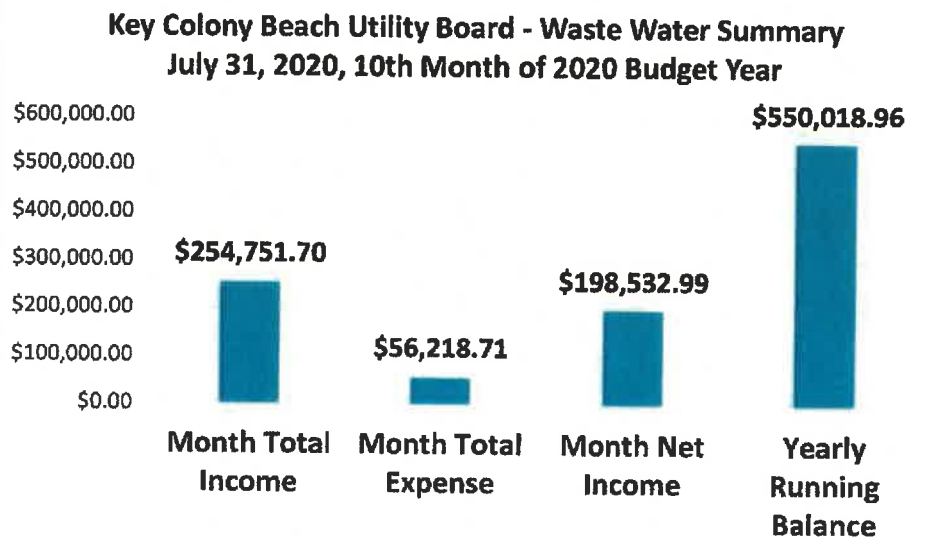 Key Colony Beach Utility Board - Waste Water Summary
July 31, 2020, 10th Month of 2020 Budget Year
$600,000.00
$500,000.00
$400,000.00
$300,000.00
$200,000.00
$100,000.00
$0.00
$254,751.70
$56,218.71
$198,532.99
$550,018.96
Month Total
Income
Month Total
Expense
Month Net
Income
Yearly
Running
Balance